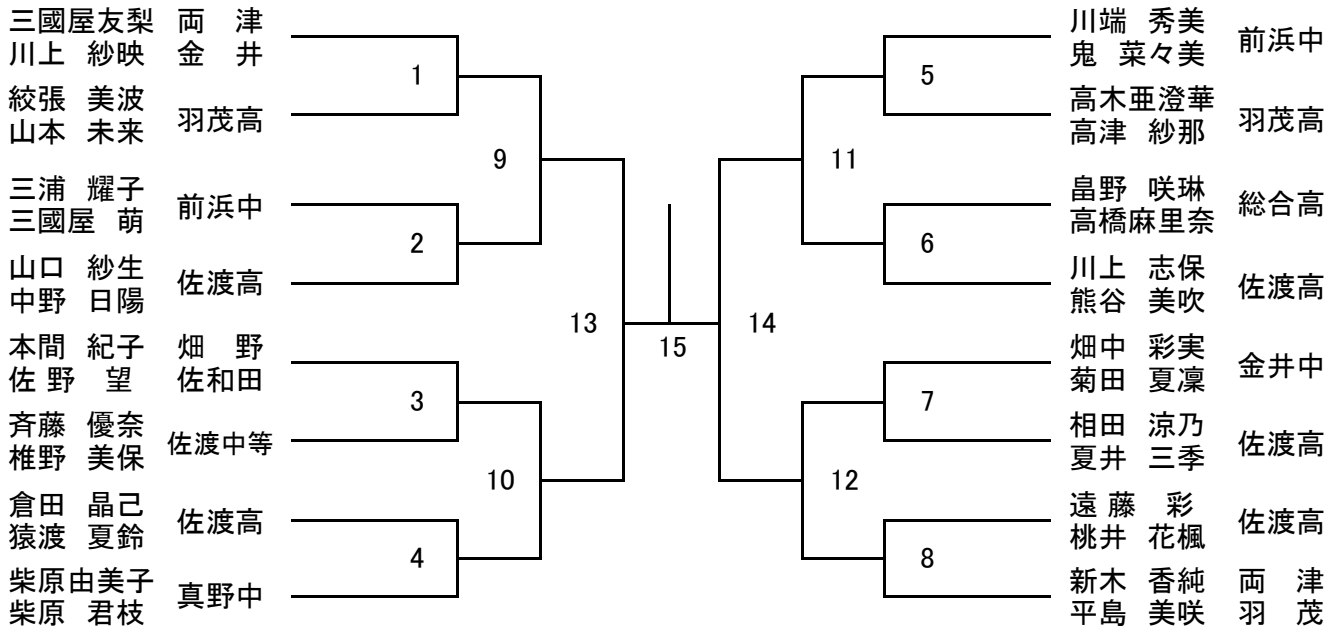 三國屋友梨 両 津
川上 紗映 金 井
1
絞張 美波
山本 未来
羽茂高
9
三浦 耀子
三國屋 萌
前浜中
2
山口 紗生
中野 日陽
佐渡高
13
本間 紀子 畑 野
佐野 望 佐和田
3
斉藤 優奈
椎野 美保
佐渡中等
10
倉田 晶己
猿渡 夏鈴
佐渡高
4
柴原由美子
柴原 君枝
真野中
15
川端 秀美
鬼 菜々美
前浜中
5
高木亜澄華
高津 紗那
羽茂高
11
畠野 咲琳
高橋麻里奈
総合高
6
川上 志保
熊谷 美吹
佐渡高
14
畑中 彩実
菊田 夏凜
金井中
7
相田 涼乃
夏井 三季
佐渡高
12
遠藤 彩
桃井 花楓
佐渡高
8
新木 香純 両 津
平島 美咲 羽 茂